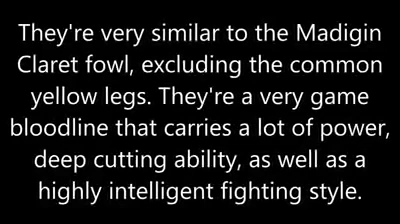 They're very similar to the Madigin
Claret fowl, excluding the common
yellow legs. They're a very game
bloodline that carries a lot of power,
deep cutting ability, as well as a
highly intelligent fighting style.